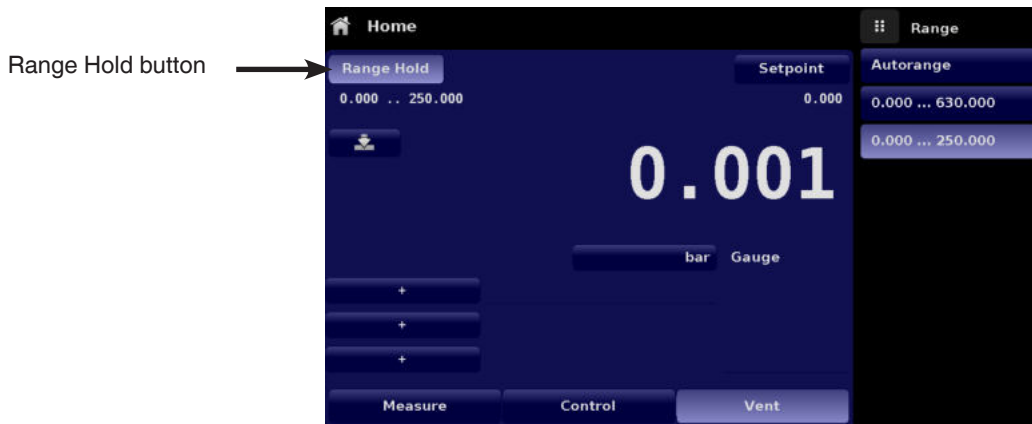 Range Hold button
Home
Range Hold
Setpoint
0.000 .. 250.000
0.000
0.001
bar
Gauge
+
+
+
Measure
Control
Vent
Range
Autorange
0.000 ... 630.000
0.000 ... 250.000